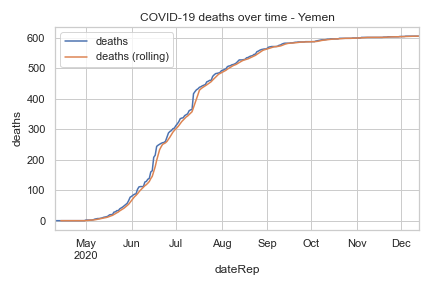 COVID-19 deaths over time - Yemen
deaths
deaths (rolling)
600
500
400
300
200
100
0
deaths
May Jun Jul Aug Sep Oct Nov Dec
2020
dateRep